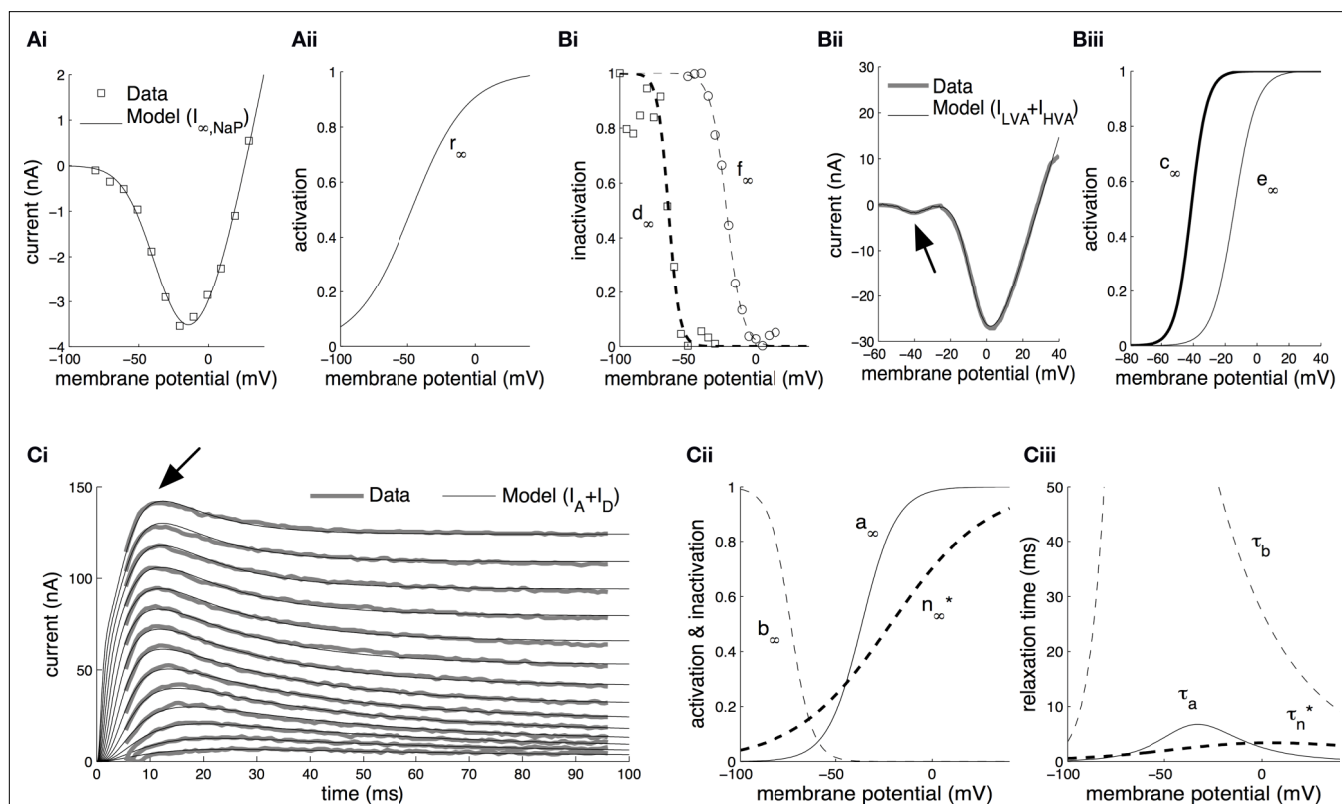 Ai
2
1
0
−1
−2
−3
−4
−100
−50
0
current (nA)
membrane potential (mV)
Data
Model (I∞,NaP)
Aii
1
0.8
0.6
0.4
0.2
0
−100
−50
0
activation
membrane potential (mV)
r∞
Bi
1
0.8
0.6
0.4
0.2
0
−100
−50
0
inactivation
membrane potential (mV)
d∞
f∞
Bii
30
20
10
0
−10
−20
−30
−60
−40
−20
0
20
40
current (nA)
membrane potential (mV)
Data
Model (ILVA+IHVA)
Biii
1
0.8
0.6
0.4
0.2
0
−80
−60
−40
−20
0
20
40
activation
membrane potential (mV)
c∞
e∞
Ci
150
100
50
0
0
10
20
30
40
50
60
70
80
90
100
current (nA)
time (ms)
Data
Model (IA+ID)
Cii
1
0.8
0.6
0.4
0.2
0
−100
−50
0
activation & inactivation
membrane potential (mV)
a∞
n∞*
b∞
Ciii
50
40
30
20
10
0
−100
−50
0
relaxation time (ms)
membrane potential (mV)
τb
τa
τn*